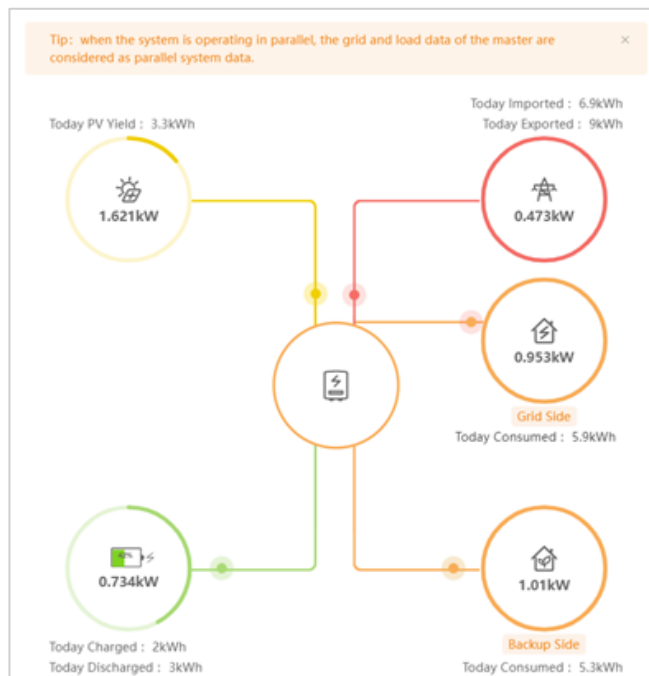 Tip: when the system is operating in parallel, the grid and load data of the master are
considered as parallel system data.
×
Today Imported : 6.9kWh
Today PV Yield : 3.3kWh
Today Exported : 9kWh
1.621kW
0.473kW
0.953kW
Grid Side
Today Consumed : 5.9kWh
0.734kW
1.01kW
Today Charged : 2kWh
Backup Side
Today Discharged : 3kWh
Today Consumed : 5.3kWh